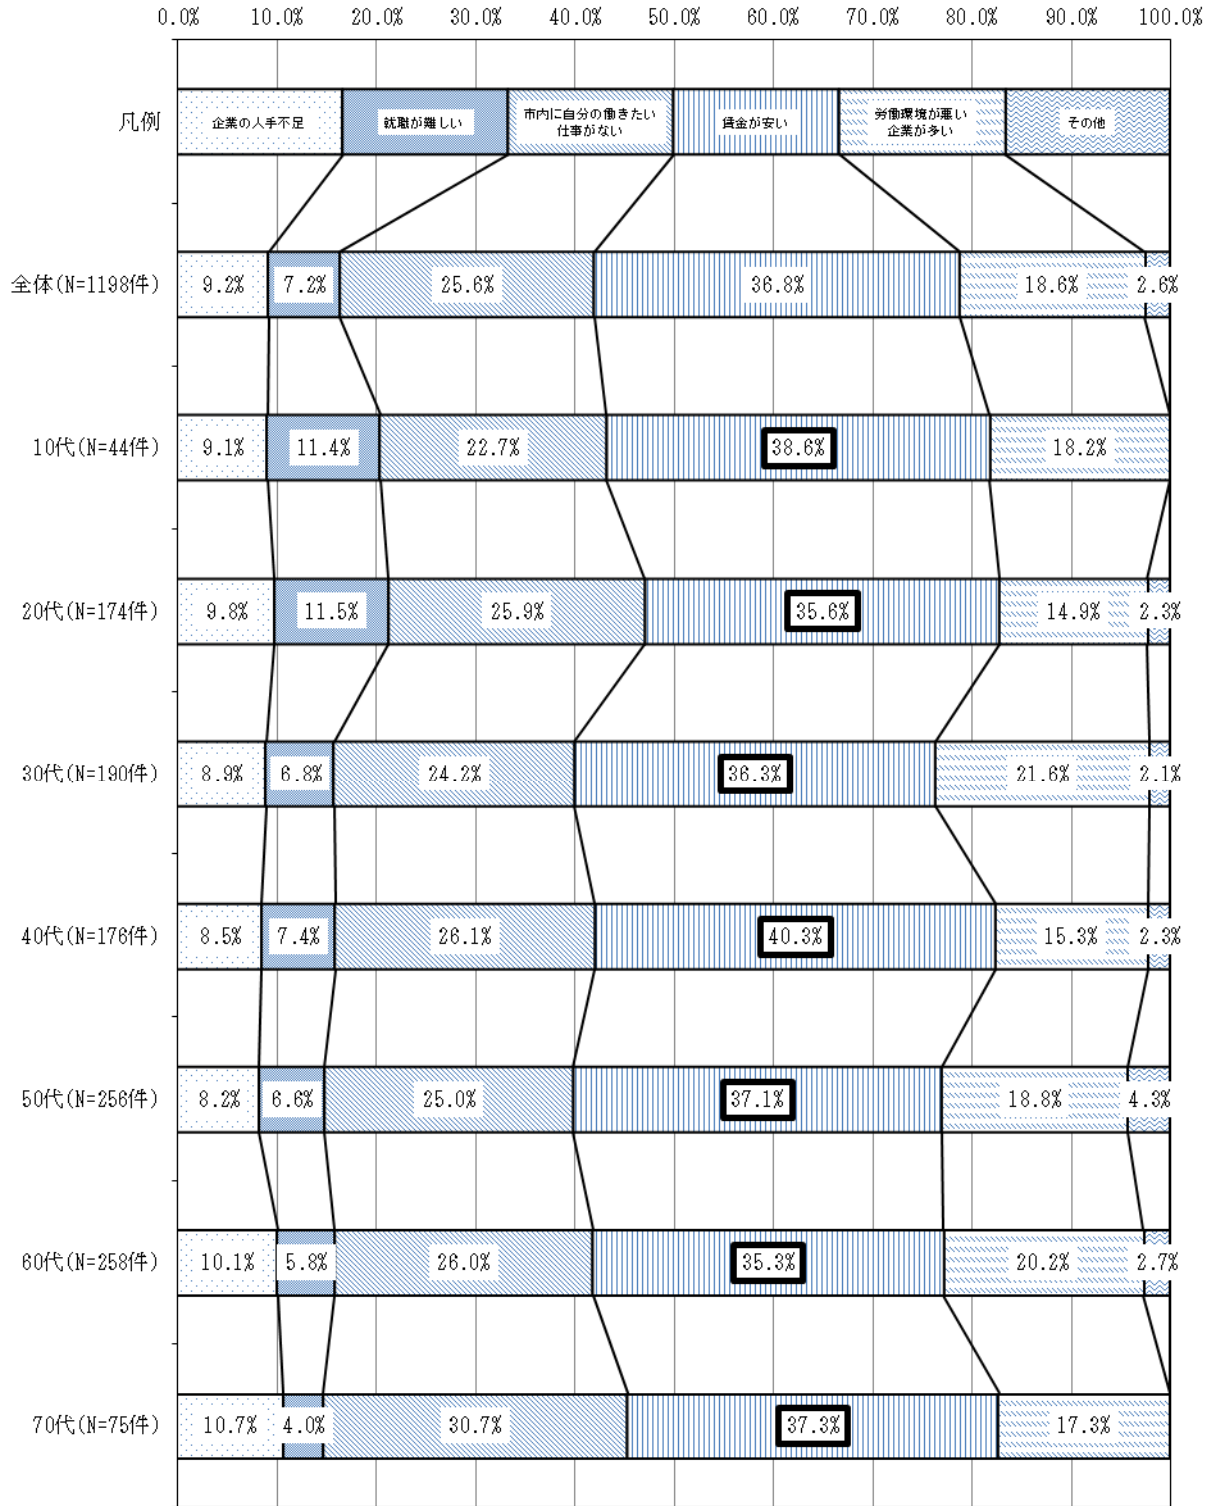 0.0% 10.0% 20.0% 30.0% 40.0% 50.0% 60.0% 70.0% 80.0% 90.0% 100.0%
凡例 企業の人手不足 就職が難しい 市内に自分の働きたい 賃金が安い 労働環境が悪い その他
仕事がない 企業が多い
全体(N=1198件) 9.2% 7.2% 25.6% 36.8% 18.6% 2.6%
10代(N=44件) 9.1% 11.4% 22.7% 38.6% 18.2%
20代(N=174件) 9.8% 11.5% 25.9% 35.6% 14.9% 2.3%
30代(N=190件) 8.9% 6.8% 24.2% 36.3% 21.6% 2.1%
40代(N=176件) 8.5% 7.4% 26.1% 40.3% 15.3% 2.3%
50代(N=256件) 8.2% 6.6% 25.0% 37.1% 18.8% 4.3%
60代(N=258件) 10.1% 5.8% 26.0% 35.3% 20.2% 2.7%
70代(N=75件) 10.7% 4.0% 30.7% 37.3% 17.3%